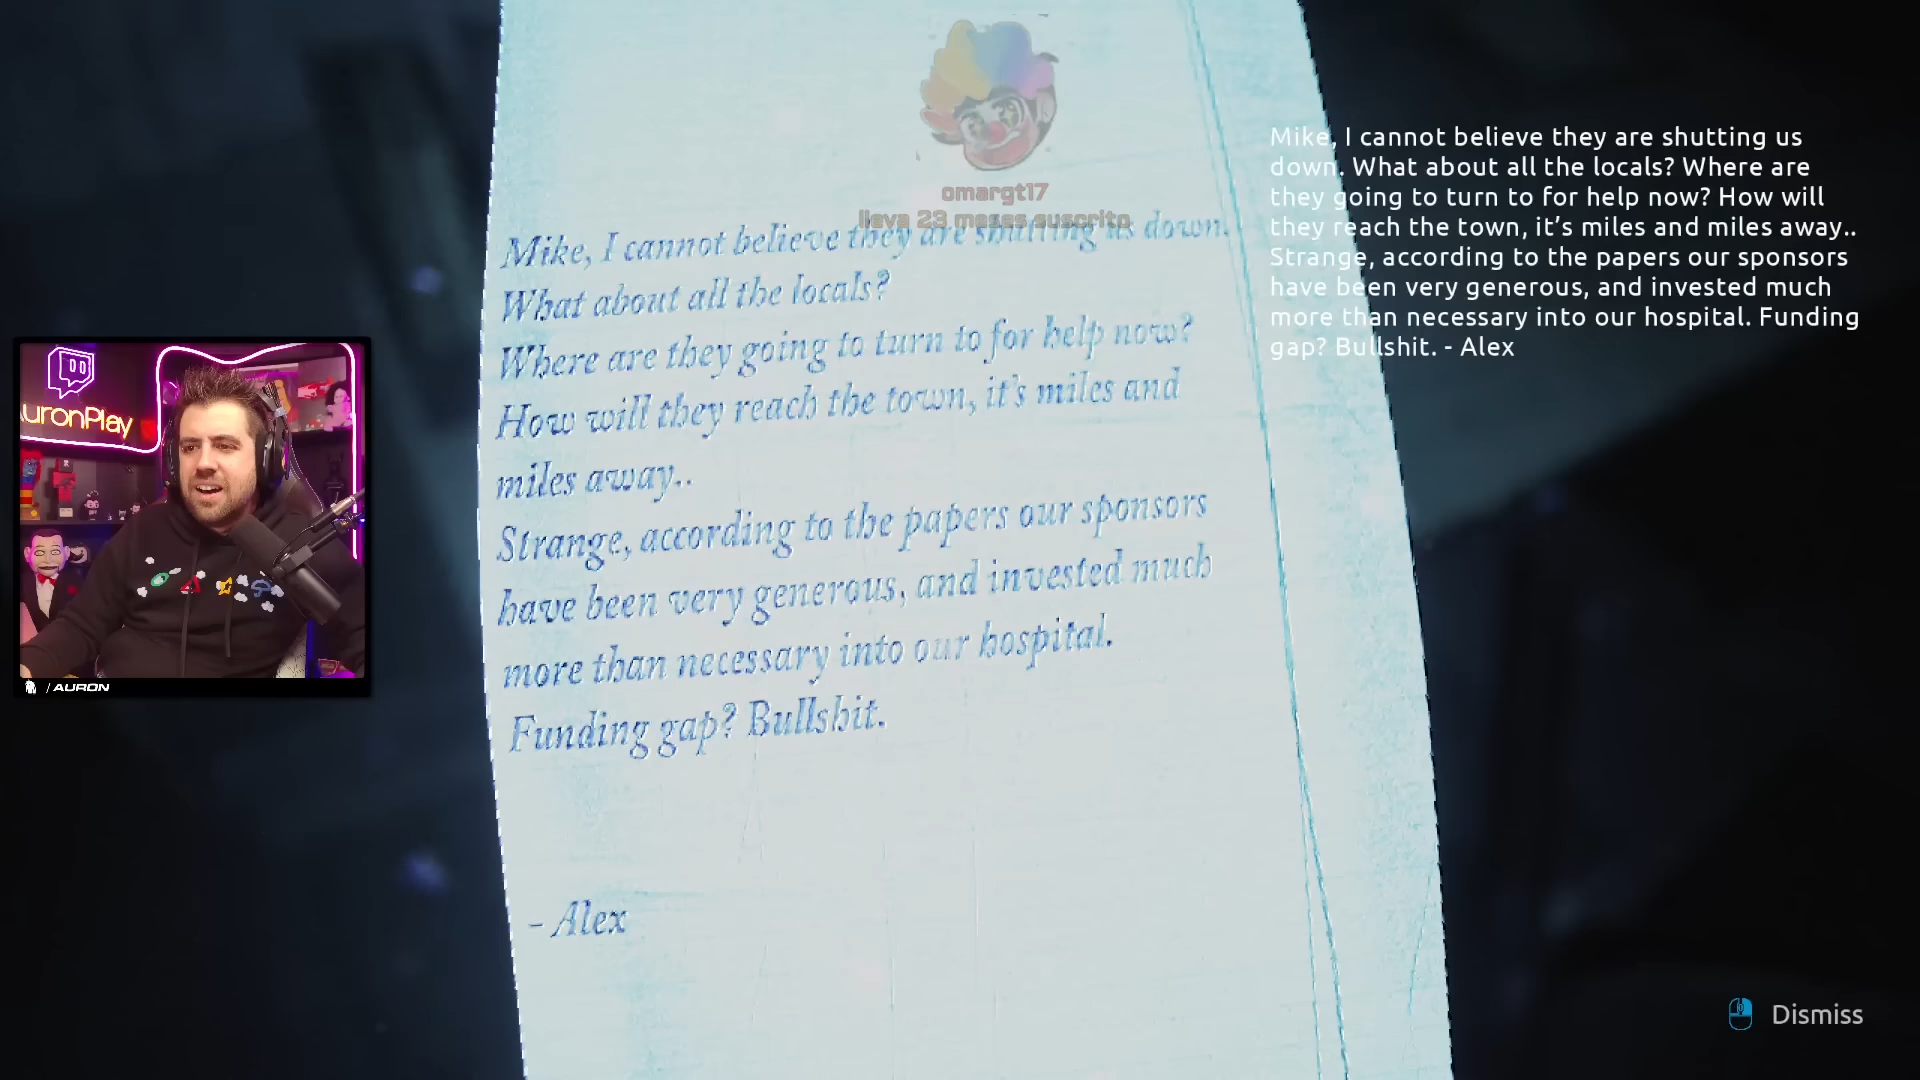 omargt17
lleva 23 meses suscrito
Mike, I cannot believe they are shutting us down.
What about all the locals?
Where are they going to turn to for help now?
How will they reach the town, it's miles and
miles away..
Strange, according to the papers our sponsors
have been very generous, and invested much
more than necessary into our hospital.
Funding gap? Bullshit.
- Alex
Mike, I cannot believe they are shutting us
down. What about all the locals? Where are
they going to turn to for help now? How will
they reach the town, it’s miles and miles away..
Strange, according to the papers our sponsors
have been very generous, and invested much
more than necessary into our hospital. Funding
gap? Bullshit. - Alex
AuronPlay
/AURON
Dismiss